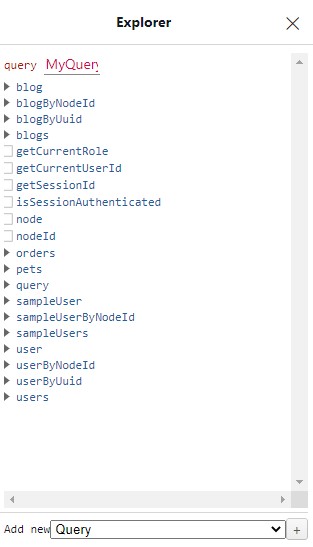 Explorer
query MyQuery
blog
blogByNodeId
blogByUuid
blogs
getCurrentRole
getCurrentUserId
getSessionId
isSessionAuthenticated
node
nodeId
orders
pets
query
sampleUser
sampleUserByNodeId
sampleUsers
user
userByNodeId
userByUuid
users
Add new Query +